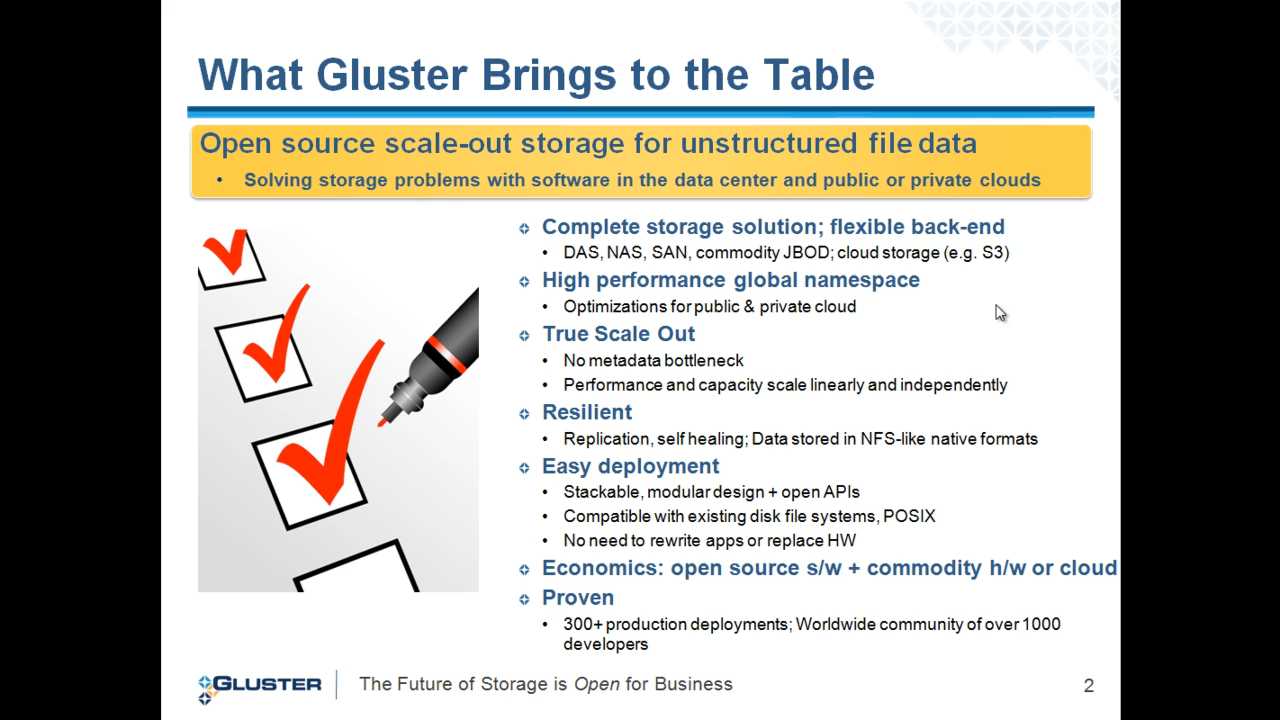 What Gluster Brings to the Table
Open source scale-out storage for unstructured file data
• Solving storage problems with software in the data center and public or private clouds
Complete storage solution; flexible back-end
• DAS, NAS, SAN, commodity JBOD; cloud storage (e.g. S3)
High performance global namespace
• Optimizations for public & private cloud
True Scale Out
• No metadata bottleneck
• Performance and capacity scale linearly and independently
Resilient
• Replication, self healing; Data stored in NFS-like native formats
Easy deployment
• Stackable, modular design + open APIs
• Compatible with existing disk file systems, POSIX
• No need to rewrite apps or replace HW
Economics: open source s/w + commodity h/w or cloud
Proven
• 300+ production deployments; Worldwide community of over 1000
developers
GLUSTER
The Future of Storage is Open for Business
2